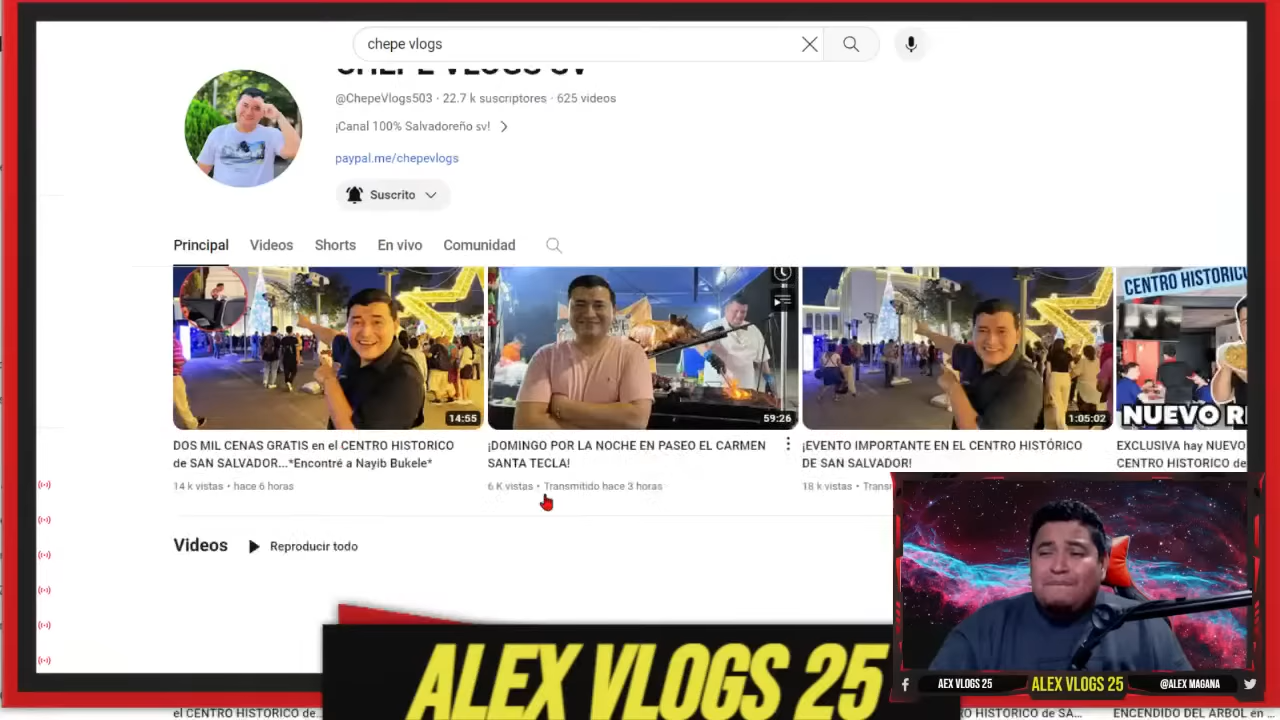 chepe vlogs
CHEPE VLOGS SV
@ChepeVlogs503 · 22.7 k suscriptores · 625 videos
¡Canal 100% Salvadoreño sv!
paypal.me/chepevlogs
Suscrito
Principal
Videos
Shorts
En vivo
Comunidad
CENTRO HISTORICO
NUEVO R
14:55
59:26
1:05:02
DOS MIL CENAS GRATIS en el CENTRO HISTORICO
de SAN SALVADOR...*Encontré a Nayib Bukele*
14 k vistas · hace 6 horas
¡DOMINGO POR LA NOCHE EN PASEO EL CARMEN
SANTA TECLA!
6 K vistas · Transmitido hace 3 horas
¡EVENTO IMPORTANTE EN EL CENTRO HISTÓRICO
DE SAN SALVADOR!
18 k vistas · Trans
EXCLUSIVA hay NUEVO
CENTRO HISTORICO de
Videos
Reproducir todo
ALEX VLOGS 25
AEX VLOGS 25
ALEX VLOGS 25
@ALEX MAGANA
el CENTRO HISTORICO de...
O HISTORICO de SA...
ENCENDIDO DEL ARBOL en ...